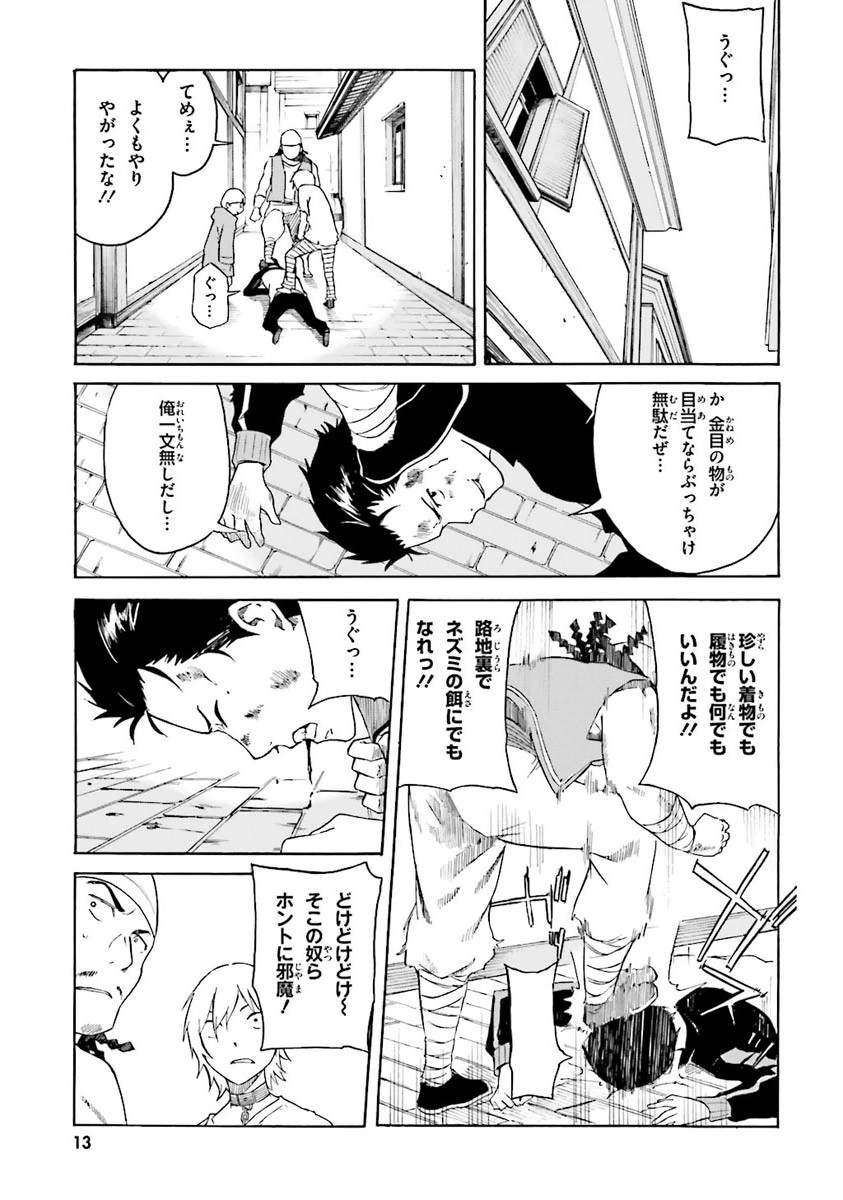 うぐっ…
てめぇ…
よくもやり
やがったな!!
ぐっ…
か 金目の物が
目当てならぶっちゃけ
無駄だぜ…
俺一文無しだし…
珍しい着物でも
履物でも何でも
いいんだよ!!
路地裏で
ネズミの餌にでも
なれっ!!
うぐっ…
どけどけどけ～
そこの奴ら
ホントに邪魔!
13